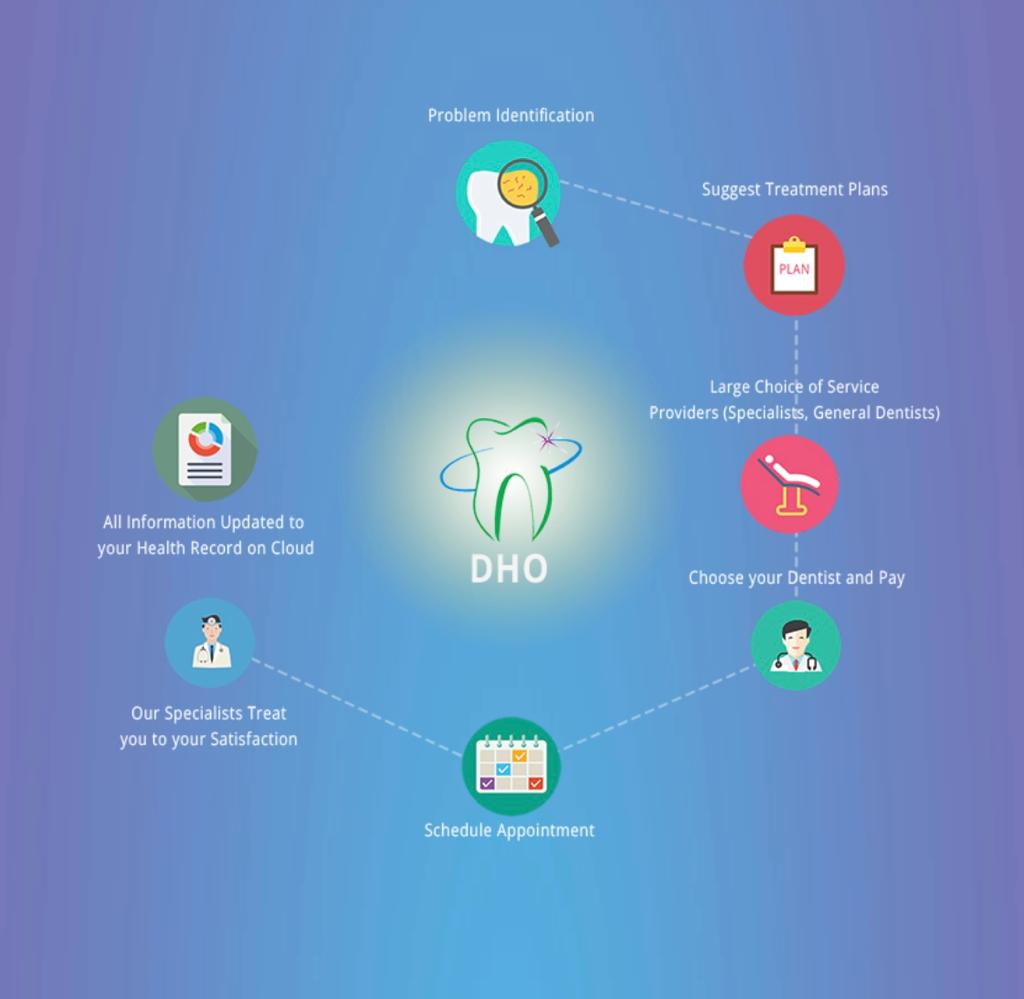 Problem Identification
Suggest Treatment Plans
PLAN
Large Choice of Service
Providers (Specialists, General Dentists)
Choose your Dentist and Pay
Schedule Appointment
Our Specialists Treat
you to your Satisfaction
All Information Updated to
your Health Record on Cloud
DHO